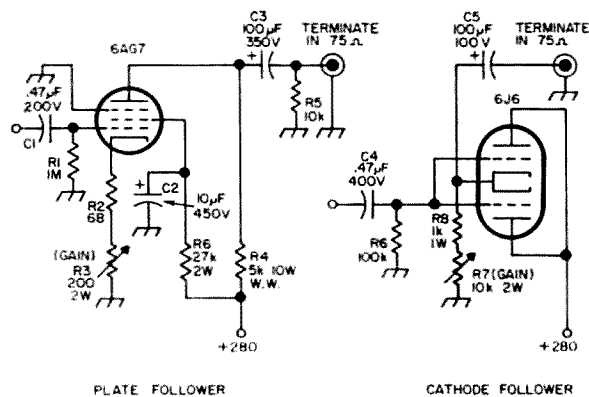 6AG7
C3
100µF
350V
+
TERMINATE
IN 75Ω
.47µF
200V
C1
R1
1M
R2
68
+
C2
10µF
450V
R5
10k
(GAIN)
R3
200
2W
R6
27k
2W
R4
5k 10W
W.W.
+280
PLATE FOLLOWER
C5
100µF
100V
+
TERMINATE
IN 75Ω
6J6
C4
.47µF
400V
R6
100k
R8
1k
1W
R7(GAIN)
10k 2W
+280
CATHODE FOLLOWER